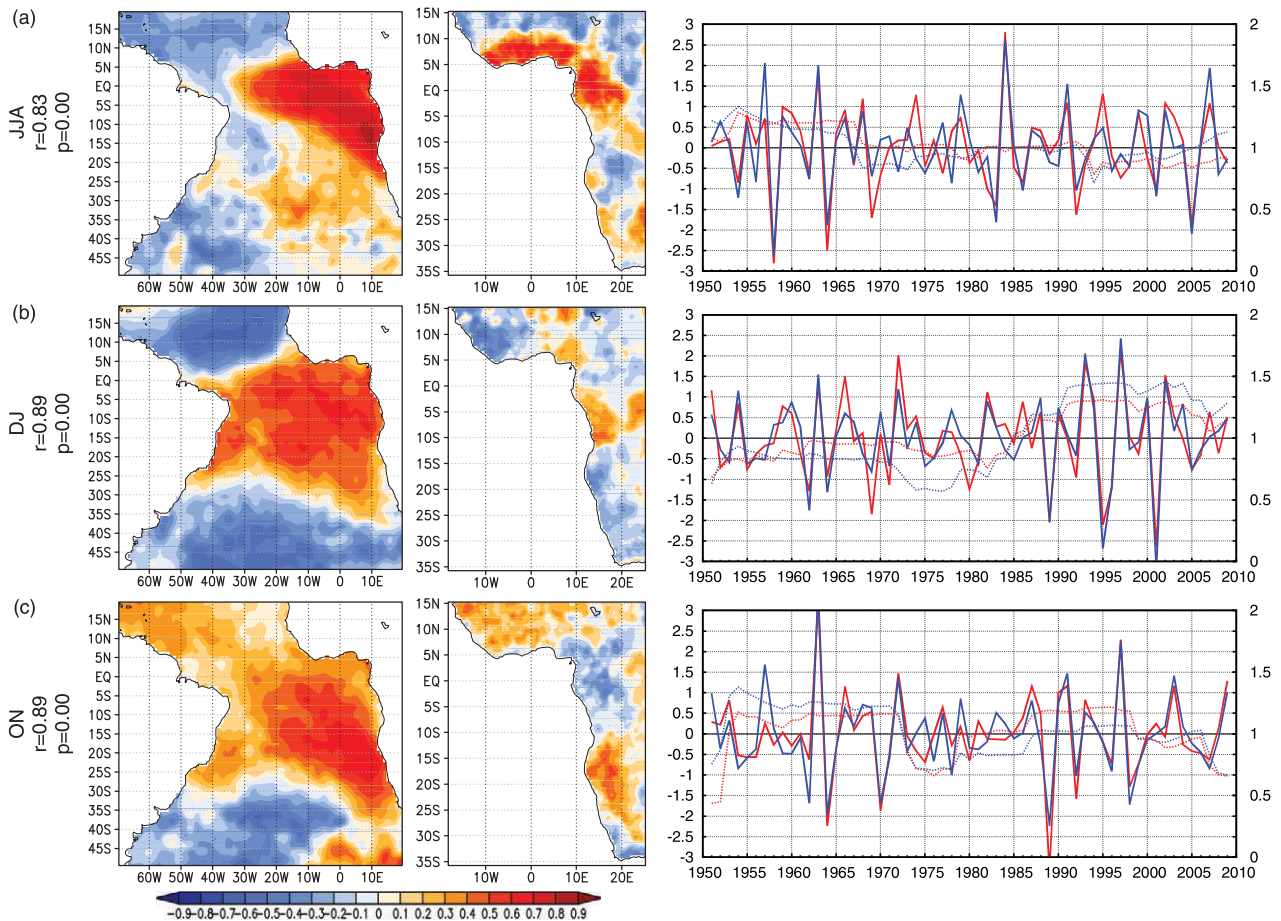 (a)
JJA
r=0.83
p=0.00
15N
10N
5N
EQ
5S
10S
15S
20S
25S
30S
35S
40S
45S
60W 50W 40W 30W 20W 10W 0 10E
15N
10N
5N
EQ
5S
10S
15S
20S
25S
30S
35S
10W 0 10E 20E
3
2.5
2
1.5
1
0.5
0
-0.5
-1
-1.5
-2
-2.5
-3
2
1.5
1
0.5
0
1950 1955 1960 1965 1970 1975 1980 1985 1990 1995 2000 2005 2010
(b)
DJ
r=0.89
p=0.00
15N
10N
5N
EQ
5S
10S
15S
20S
25S
30S
35S
40S
45S
60W 50W 40W 30W 20W 10W 0 10E
15N
10N
5N
EQ
5S
10S
15S
20S
25S
30S
35S
10W 0 10E 20E
3
2.5
2
1.5
1
0.5
0
-0.5
-1
-1.5
-2
-2.5
-3
2
1.5
1
0.5
0
1950 1955 1960 1965 1970 1975 1980 1985 1990 1995 2000 2005 2010
(c)
ON
r=0.89
p=0.00
15N
10N
5N
EQ
5S
10S
15S
20S
25S
30S
35S
40S
45S
60W 50W 40W 30W 20W 10W 0 10E
15N
10N
5N
EQ
5S
10S
15S
20S
25S
30S
35S
10W 0 10E 20E
3
2.5
2
1.5
1
0.5
0
-0.5
-1
-1.5
-2
-2.5
-3
2
1.5
1
0.5
0
1950 1955 1960 1965 1970 1975 1980 1985 1990 1995 2000 2005 2010
-0.9 -0.8 -0.7 -0.6 -0.5 -0.4 -0.3 -0.2 -0.1 0 0.1 0.2 0.3 0.4 0.5 0.6 0.7 0.8 0.9